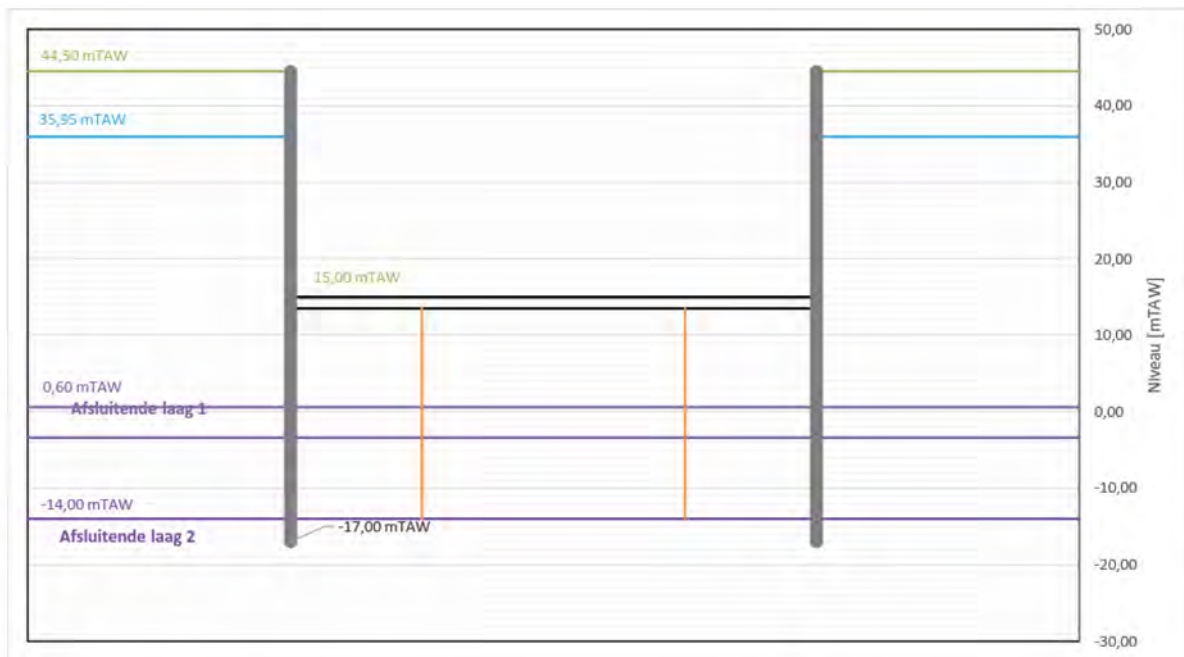 50,00
44,50 mTAW
40,00
35,95 mTAW
30,00
20,00
15,00 mTAW
10,00
Niveau [mTAW]
0,60 mTAW
Afsluitende laag 1
0,00
-10,00
-14,00 mTAW
-17,00 mTAW
Afsluitende laag 2
-20,00
-30,00